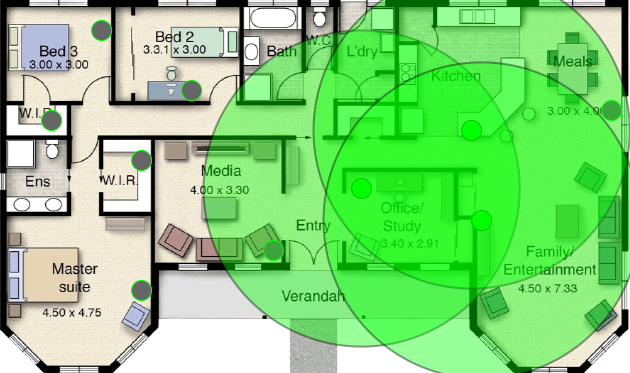 Bed 3
3.00 x 3.00
Bed 2
3.3.1 x 3.00
Bath
W.C.
L'dry
Kitchen
Meals
3.00 x 4.0
W.I.R.
Ens
W.I.R.
Media
4.00 x 3.30
Entry
Office/
Study
3.40 x 2.91
Master
suite
4.50 x 4.75
Verandah
Family/
Entertainment
4.50 x 7.33